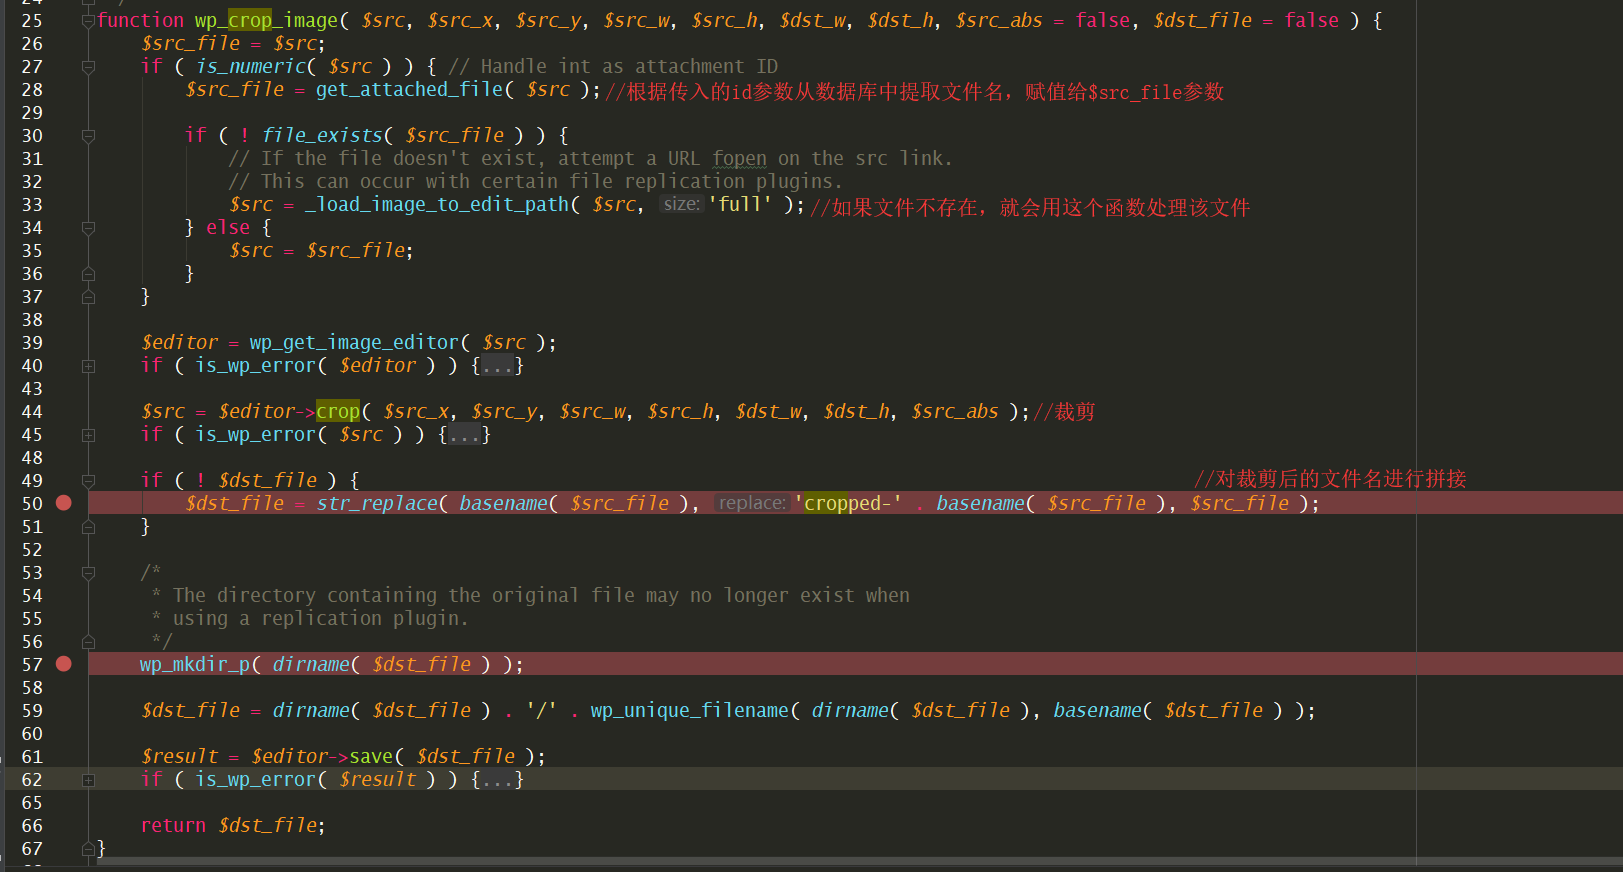 24
25 function wp_crop_image( $src, $src_x, $src_y, $src_w, $src_h, $dst_w, $dst_h, $src_abs = false, $dst_file = false ) {
26 $src_file = $src;
27 if ( is_numeric( $src ) ) { // Handle int as attachment ID
28 $src_file = get_attached_file( $src ); //根据传入的id参数从数据库中提取文件名，赋值给$src_file参数
29
30 if ( ! file_exists( $src_file ) ) {
31 // If the file doesn't exist, attempt a URL fopen on the src link.
32 // This can occur with certain file replication plugins.
33 $src = _load_image_to_edit_path( $src, size: 'full' ); //如果文件不存在，就会用这个函数处理该文件
34 } else {
35 $src = $src_file;
36 }
37 }
38
39 $editor = wp_get_image_editor( $src );
40 if ( is_wp_error( $editor ) ) {...}
43
44 $src = $editor->crop( $src_x, $src_y, $src_w, $src_h, $dst_w, $dst_h, $src_abs ); //裁剪
45 if ( is_wp_error( $src ) ) {...}
48
49 if ( ! $dst_file ) { //对裁剪后的文件名进行拼接
50 $dst_file = str_replace( basename( $src_file ), replace: 'cropped-' . basename( $src_file ), $src_file );
51 }
52
53 /*
54 * The directory containing the original file may no longer exist when
55 * using a replication plugin.
56 */
57 wp_mkdir_p( dirname( $dst_file ) );
58
59 $dst_file = dirname( $dst_file ) . '/' . wp_unique_filename( dirname( $dst_file ), basename( $dst_file ) );
60
61 $result = $editor->save( $dst_file );
62 if ( is_wp_error( $result ) ) {...}
65
66 return $dst_file;
67 }